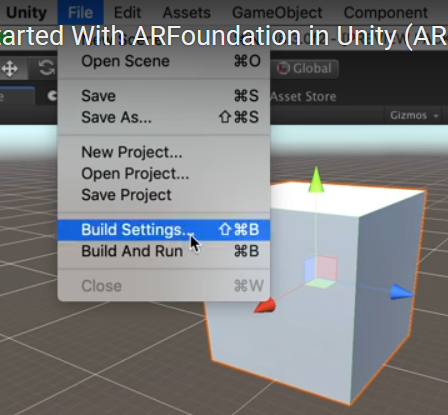 Unity File Edit Assets GameObject Component
tarted With ARFoundation in Unity (AR
Open Scene ⌘O
Global
Save ⌘S
Asset Store
Save As... ⇧⌘S
Gizmos
New Project...
Open Project...
Save Project
Build Settings... ⇧⌘B
Build And Run ⌘B
Close ⌘W